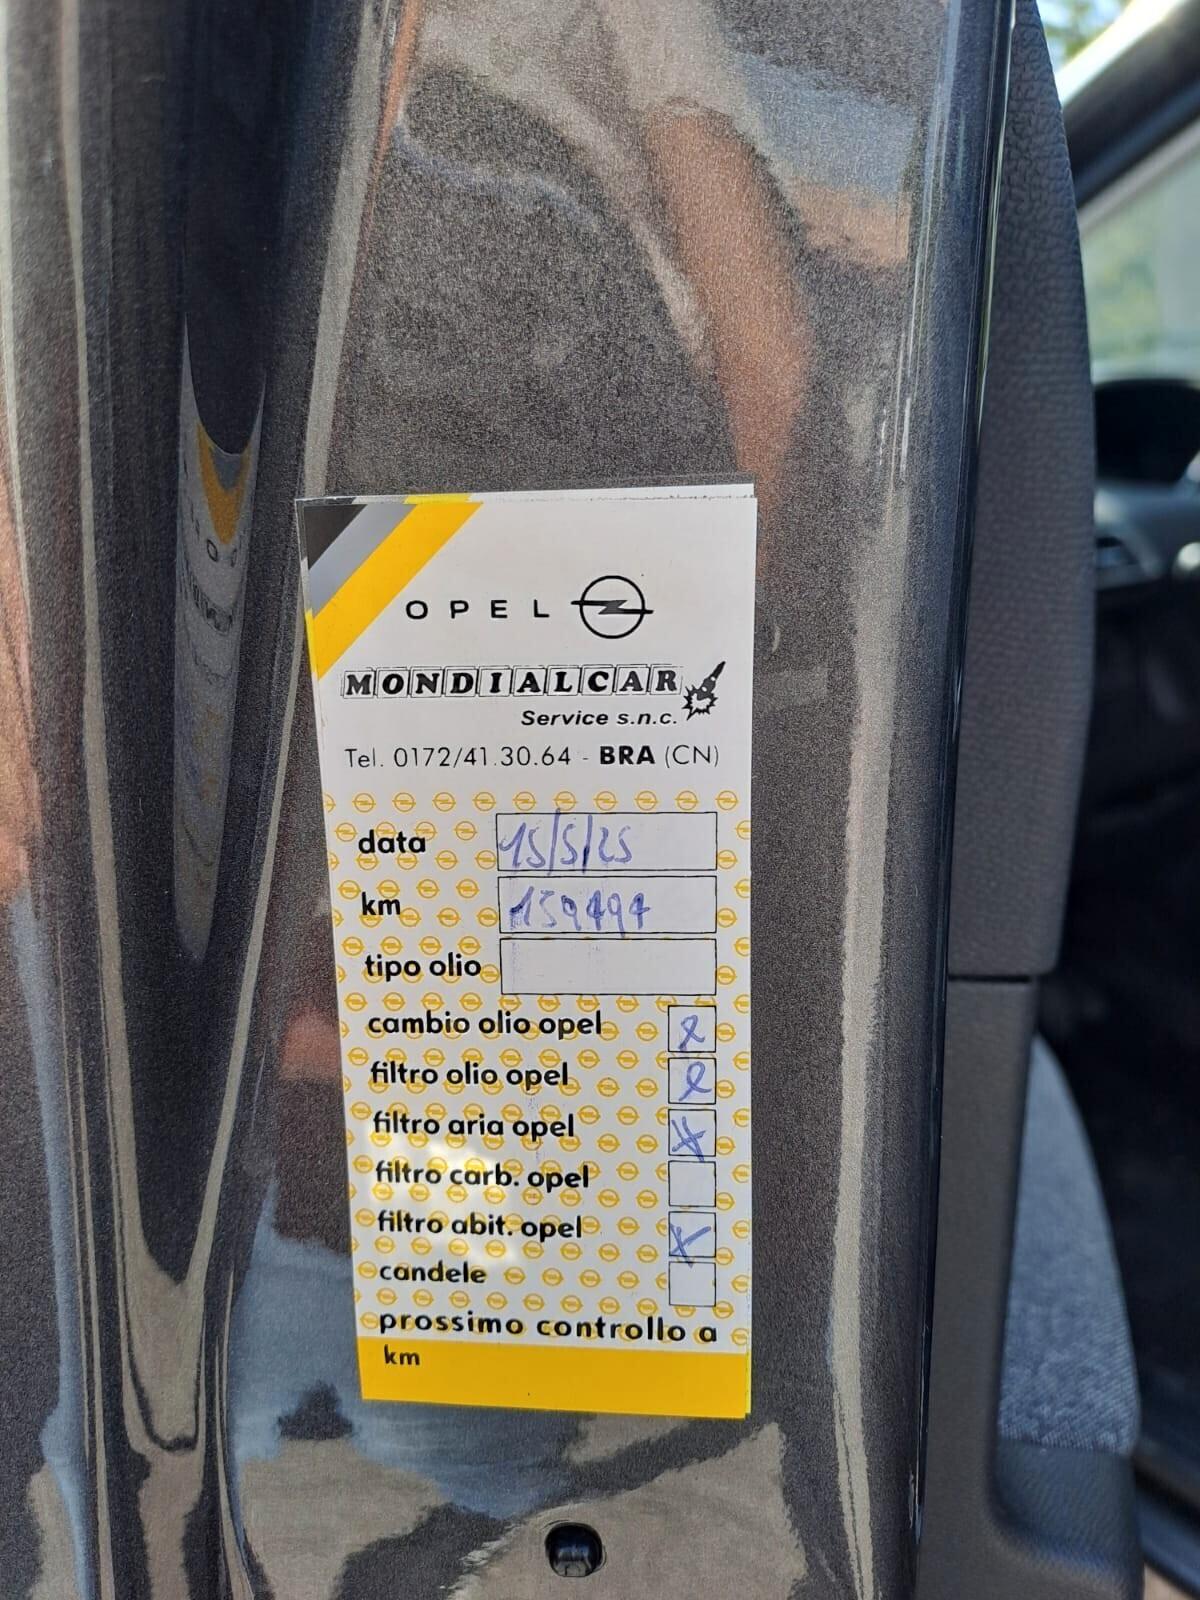 OPEL
MONDIALCAR
Service s.n.c.
Tel. 0172/41.30.64 - BRA (CN)
data 15/5/25
km 159494
tipo olio
cambio olio opel
filtro olio opel
filtro aria opel
filtro carb. opel
filtro abit. opel
candele
prossimo controllo a
km